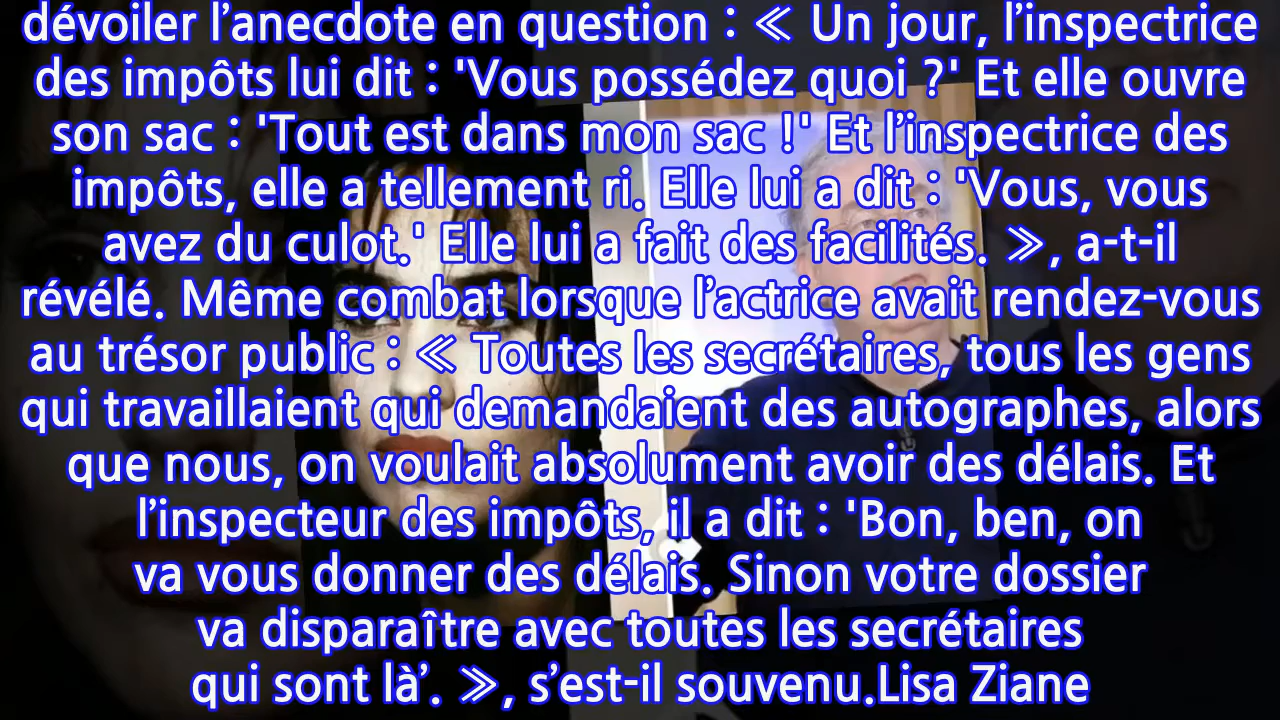 dévoiler l’anecdote en question : ≪ Un jour, l’inspectrice
des impôts lui dit : 'Vous possédez quoi ?' Et elle ouvre
son sac : 'Tout est dans mon sac !' Et l’inspectrice des
impôts, elle a tellement ri. Elle lui a dit : 'Vous, vous
avez du culot.' Elle lui a fait des facilités. ≫, a-t-il
révélé. Même combat lorsque l’actrice avait rendez-vous
au trésor public : ≪ Toutes les secrétaires, tous les gens
qui travaillaient qui demandaient des autographes, alors
que nous, on voulait absolument avoir des délais. Et
l’inspecteur des impôts, il a dit : 'Bon, ben, on
va vous donner des délais. Sinon votre dossier
va disparaître avec toutes les secrétaires
qui sont là’. ≫, s’est-il souvenu.Lisa Ziane